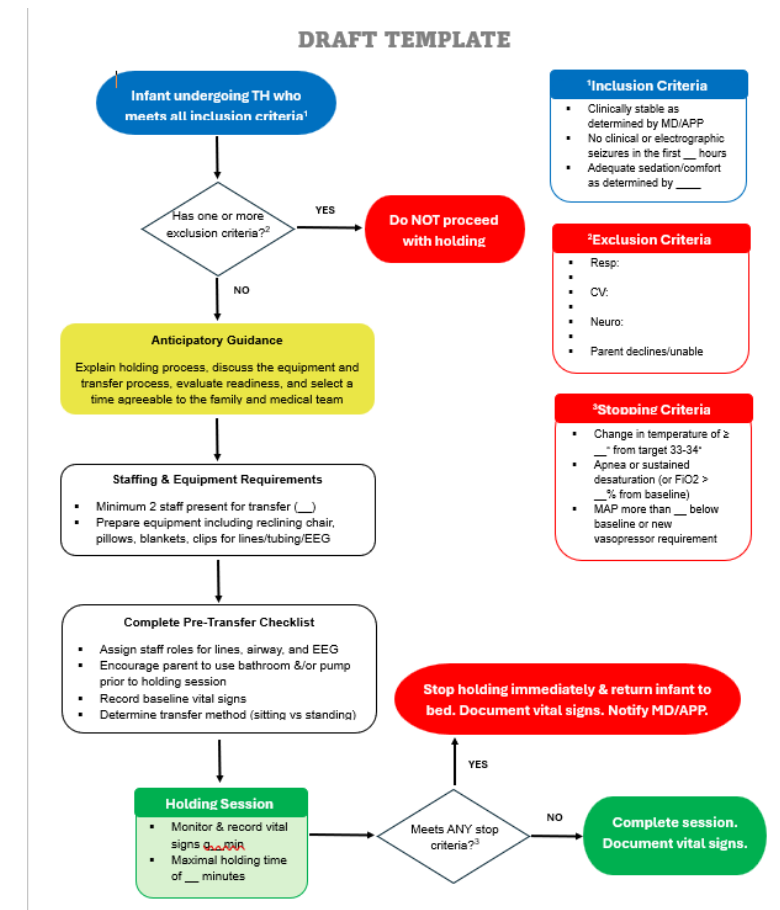 DRAFT TEMPLATE
Infant undergoing TH who
meets all inclusion criteria¹
Has one or more
exclusion criteria?²
YES
Do NOT proceed
with holding
NO
Anticipatory Guidance
Explain holding process, discuss the equipment and
transfer process, evaluate readiness, and select a
time agreeable to the family and medical team
Staffing & Equipment Requirements
▪ Minimum 2 staff present for transfer (__)
▪ Prepare equipment including reclining chair,
pillows, blankets, clips for lines/tubing/EEG
Complete Pre-Transfer Checklist
▪ Assign staff roles for lines, airway, and EEG
▪ Encourage parent to use bathroom &/or pump
prior to holding session
▪ Record baseline vital signs
▪ Determine transfer method (sitting vs standing)
Holding Session
▪ Monitor & record vital
signs q__min
▪ Maximal holding time
of __ minutes
Meets ANY stop
criteria?³
YES
Stop holding immediately & return infant to
bed. Document vital signs. Notify MD/APP.
NO
Complete session.
Document vital signs.
¹Inclusion Criteria
▪ Clinically stable as
determined by MD/APP
▪ No clinical or electrographic
seizures in the first __ hours
▪ Adequate sedation/comfort
as determined by ____
²Exclusion Criteria
▪ Resp:
▪
▪ CV:
▪
▪ Neuro:
▪
▪ Parent declines/unable
³Stopping Criteria
▪ Change in temperature of ≥
__° from target 33-34°
▪ Apnea or sustained
desaturation (or FiO2 >
__% from baseline)
▪ MAP more than __ below
baseline or new
vasopressor requirement